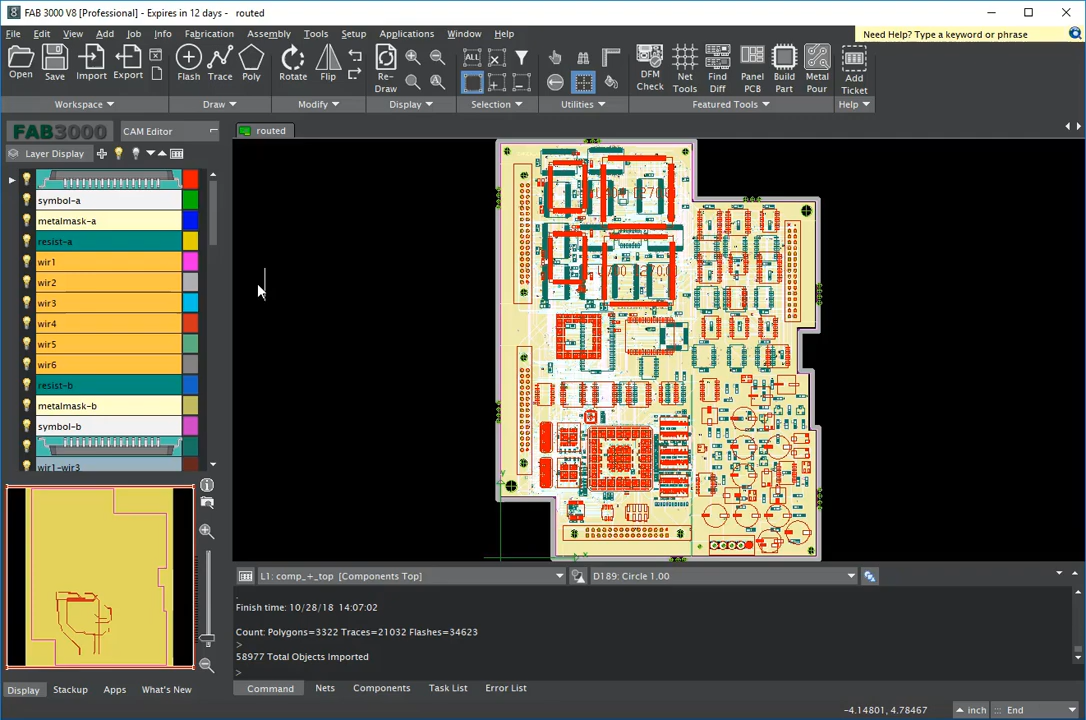 FAB 3000 V8 [Professional] - Expires in 12 days - routed
File Edit View Add Job Info Fabrication Assembly Tools Setup Applications Window Help
Need Help? Type a keyword or phrase
Open Save Import Export Flash Trace Poly Rotate Flip Re-Draw ALL DFM Check Net Tools Find Diff Panel PCB Build Part Metal Pour Add Ticket
Workspace Draw Modify Display Selection Utilities Featured Tools Help
FAB3000 CAM Editor
routed
Layer Display
symbol-a
metalmask-a
resist-a
wir1
wir2
wir3
wir4
wir5
wir6
resist-b
metalmask-b
symbol-b
wir1-wir3
L1: comp_+_top [Components Top]
D189: Circle 1.00
Finish time: 10/28/18 14:07:02
Count: Polygons=3322 Traces=21032 Flashes=34623
>
58977 Total Objects Imported
>
Display Stackup Apps What's New
Command Nets Components Task List Error List
-4.14801, 4.78467 inch ::: End